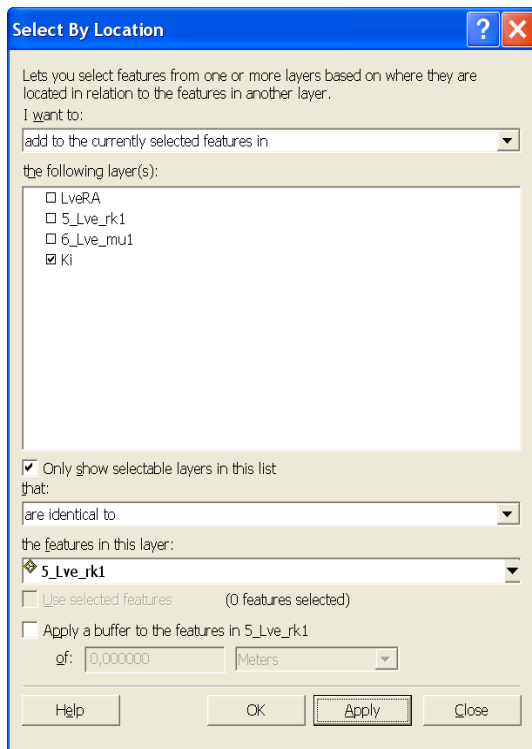 Select By Location
?
Lets you select features from one or more layers based on where they are
located in relation to the features in another layer.
I want to:
add to the currently selected features in
the following layer(s):
LveRA
5_Lve_rk1
6_Lve_mu1
Ki
Only show selectable layers in this list
that:
are identical to
the features in this layer:
5_Lve_rk1
Use selected features (0 features selected)
Apply a buffer to the features in 5_Lve_rk1
of: 0,000000 Meters
Help OK Apply Close